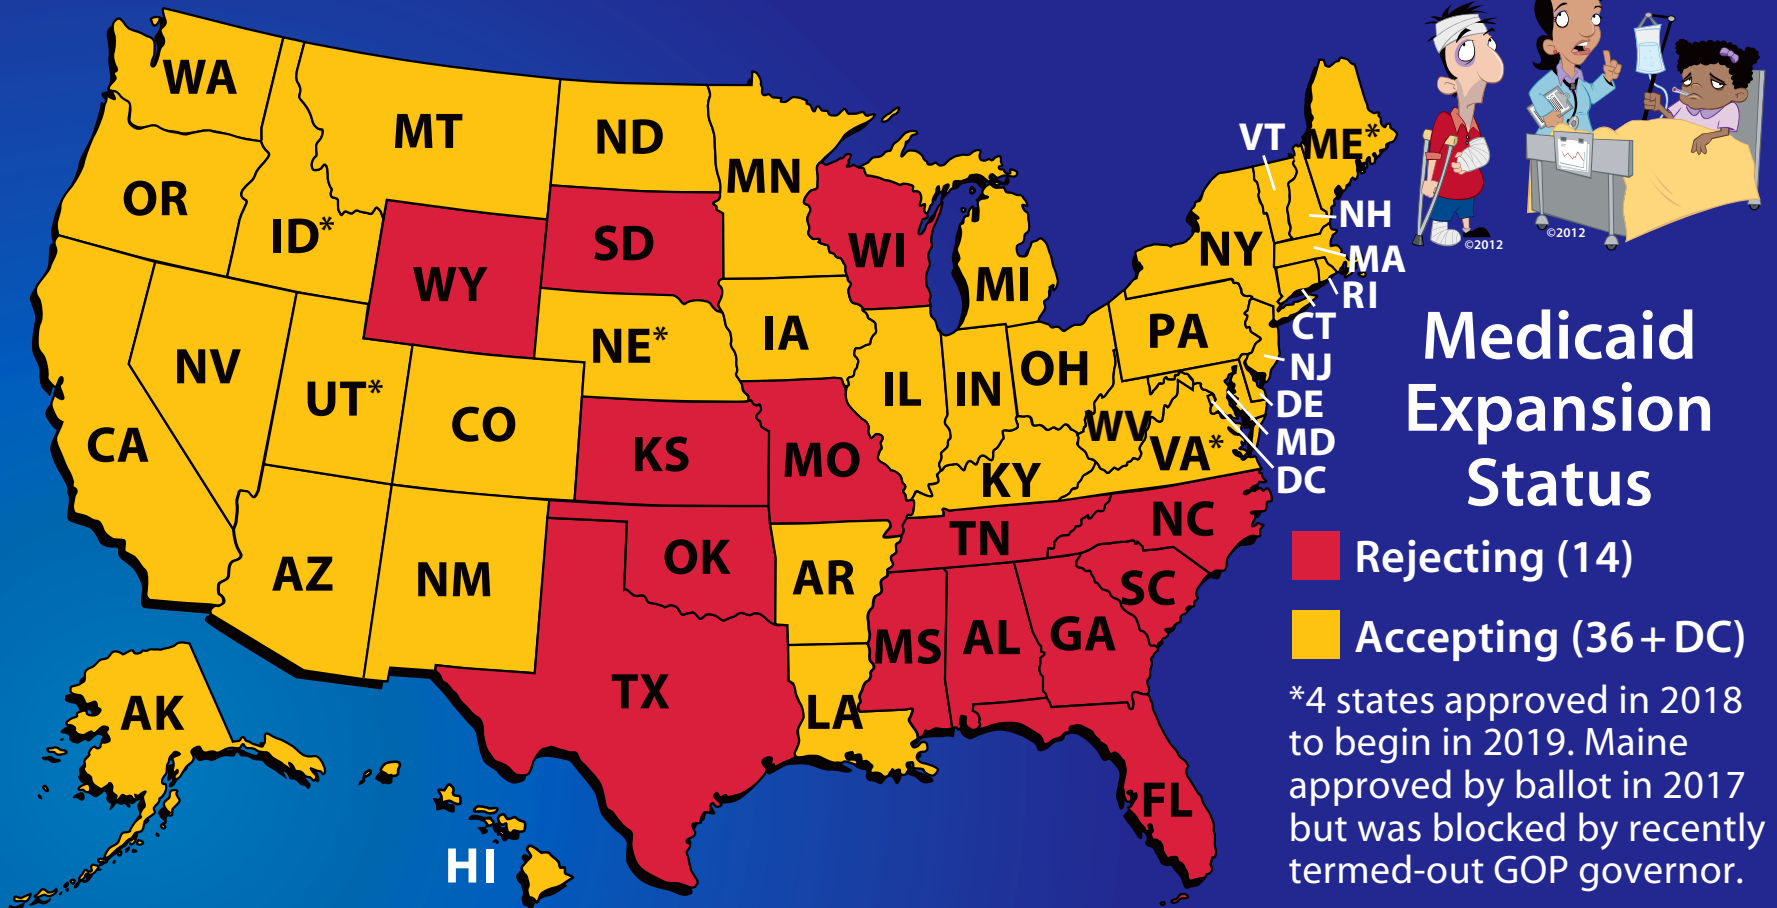 WA
MT
ND
MN
OR
ID*
WY
SD
WI
MI
NY
VT
ME*
NH
MA
RI
CT
NJ
DE
MD
DC
NV
UT*
CO
NE*
IA
IL
IN
OH
PA
WV
VA*
KY
CA
KS
MO
AZ
NM
OK
AR
TN
NC
SC
MS
AL
GA
TX
LA
FL
AK
HI
©2012
©2012
Medicaid
Expansion
Status
Rejecting (14)
Accepting (36+DC)
*4 states approved in 2018
to begin in 2019. Maine
approved by ballot in 2017
but was blocked by recently
termed-out GOP governor.